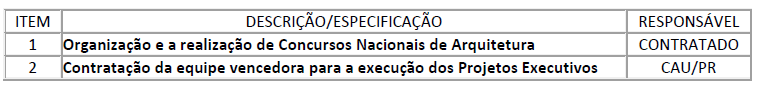 ITEM DESCRIÇÃO/ESPECIFICAÇÃO RESPONSÁVEL
1 Organização e a realização de Concursos Nacionais de Arquitetura CONTRATADO
2 Contratação da equipe vencedora para a execução dos Projetos Executivos CAU/PR